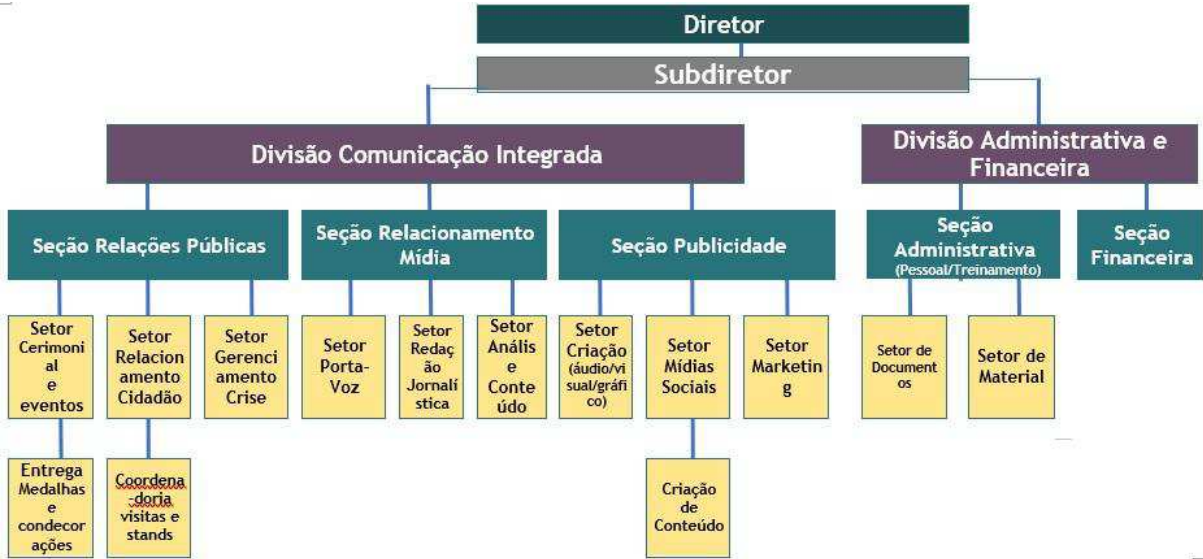 Diretor
Subdiretor
Divisão Comunicação Integrada
Divisão Administrativa e
Financeira
Seção Relações Públicas
Seção Relacionamento
Mídia
Seção Publicidade
Seção
Administrativa
(Pessoal/Treinamento)
Seção
Financeira
Setor
Cerimoni
al
e
eventos
Setor
Relacion
amento
Cidadão
Setor
Gerenci
amento
Crise
Setor
Porta-
Voz
Setor
Redaç
ão
Jornalí
stica
Setor
Anális
e
Conte
údo
Setor
Criação
(áudio/vi
sual/gráfi
co)
Setor
Mídias
Sociais
Setor
Marketin
g
Setor de
Document
os
Setor de
Material
Entrega
Medalhas
e
condecor
ações
Coordena
-doria
visitas e
stands
Criação
de
Conteúdo